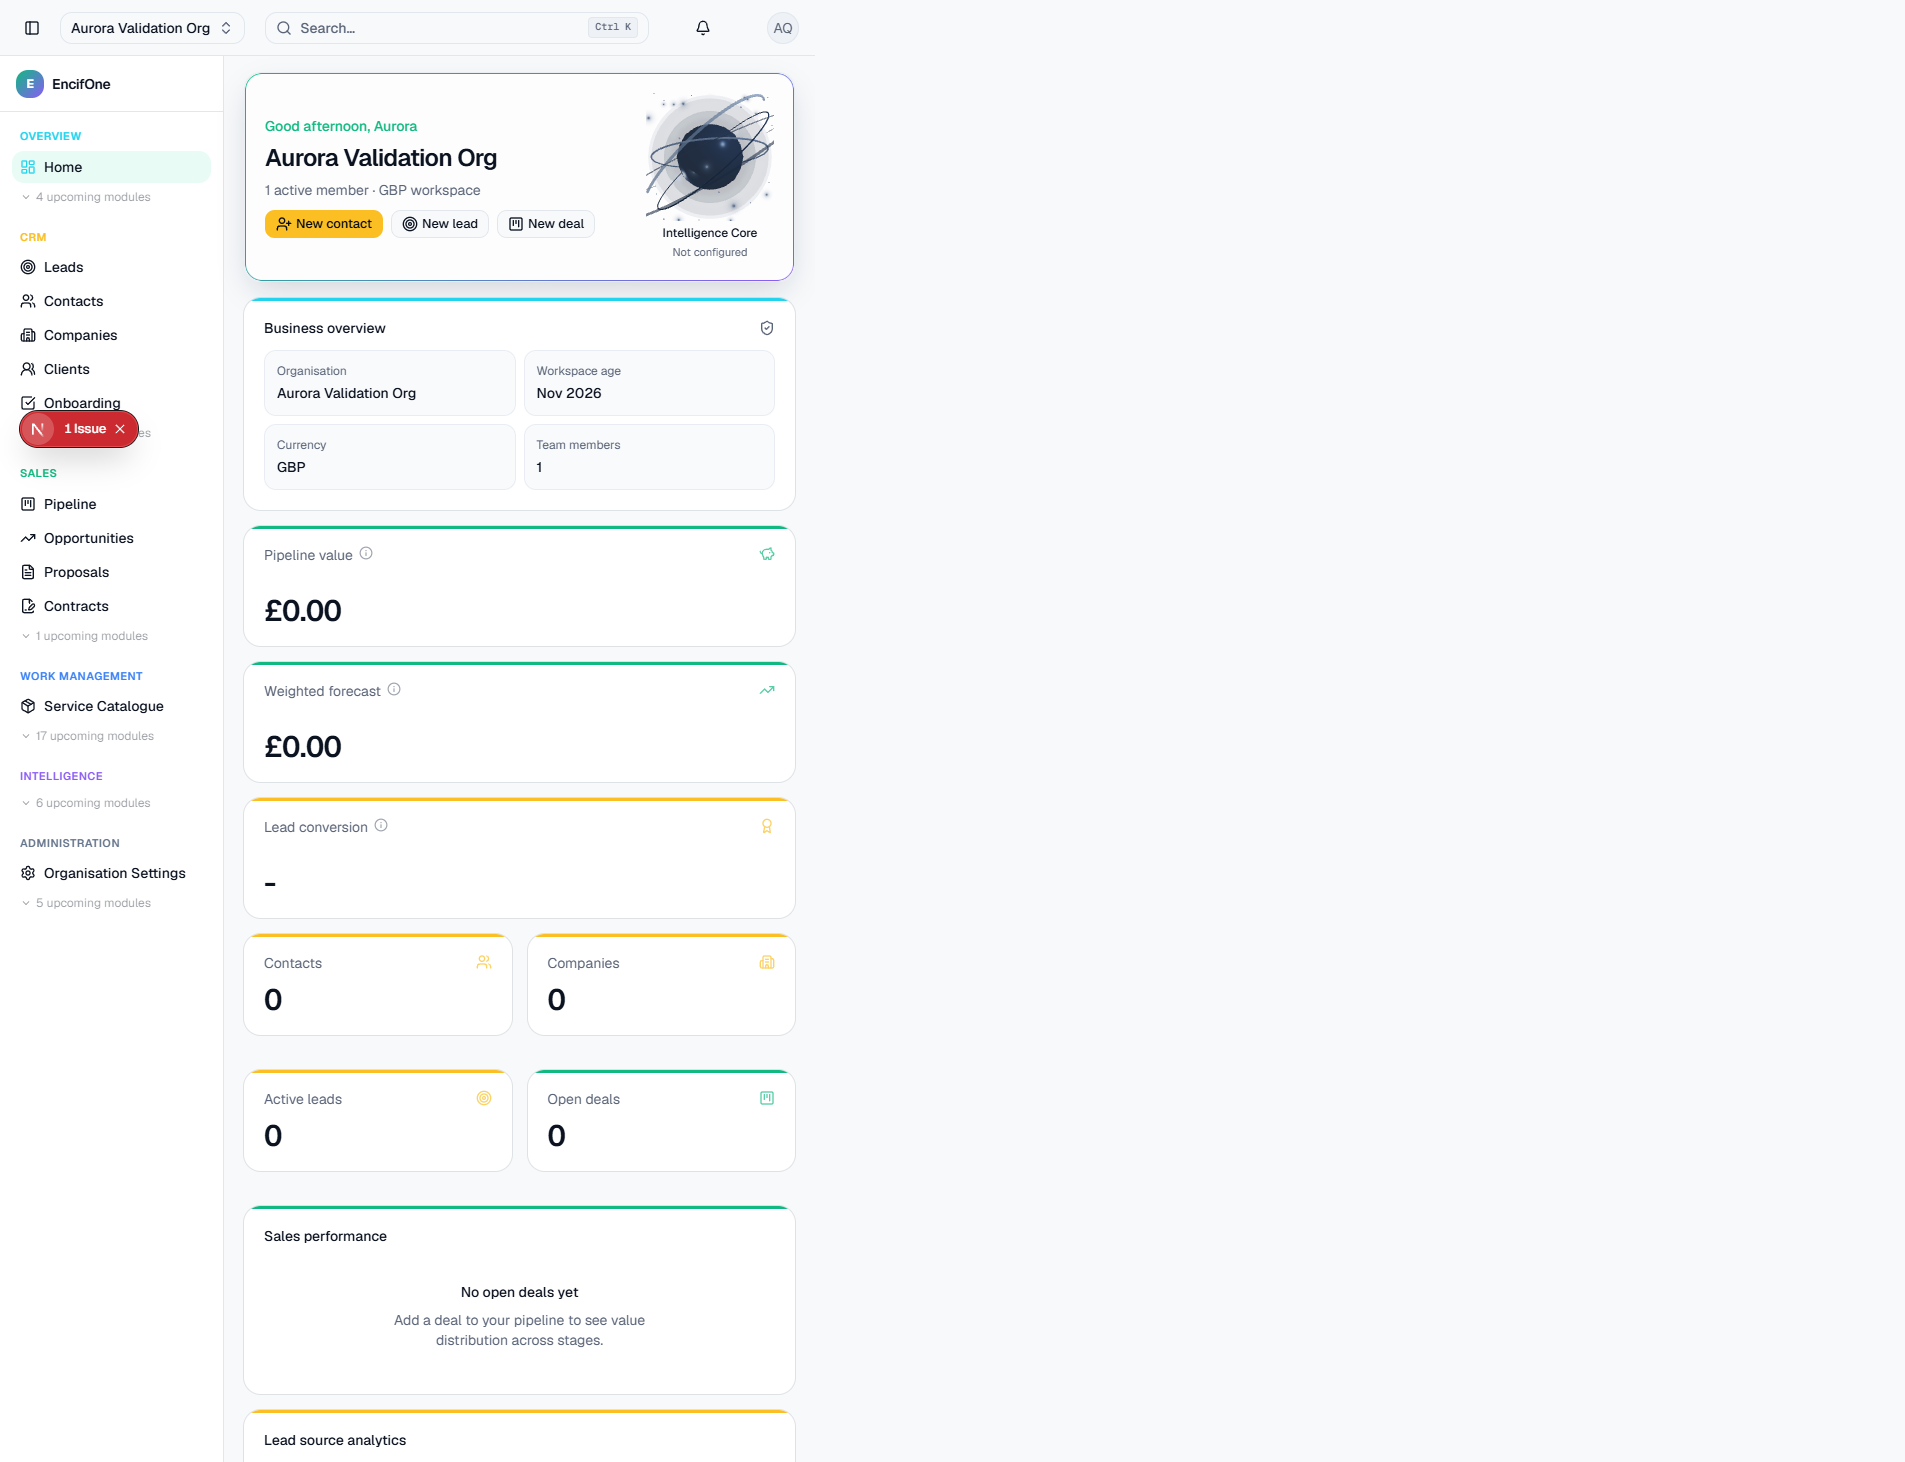 Aurora Validation Org
Search...
Ctrl K
AQ
E
EncifOne
OVERVIEW
Home
4 upcoming modules
CRM
Leads
Contacts
Companies
Clients
Onboarding
1 Issue
es
SALES
Pipeline
Opportunities
Proposals
Contracts
1 upcoming modules
WORK MANAGEMENT
Service Catalogue
17 upcoming modules
INTELLIGENCE
6 upcoming modules
ADMINISTRATION
Organisation Settings
5 upcoming modules
Good afternoon, Aurora
Aurora Validation Org
1 active member · GBP workspace
New contact
New lead
New deal
Intelligence Core
Not configured
Business overview
Organisation
Aurora Validation Org
Workspace age
Nov 2026
Currency
GBP
Team members
1
Pipeline value
£0.00
Weighted forecast
£0.00
Lead conversion
-
Contacts
0
Companies
0
Active leads
0
Open deals
0
Sales performance
No open deals yet
Add a deal to your pipeline to see value
distribution across stages.
Lead source analytics